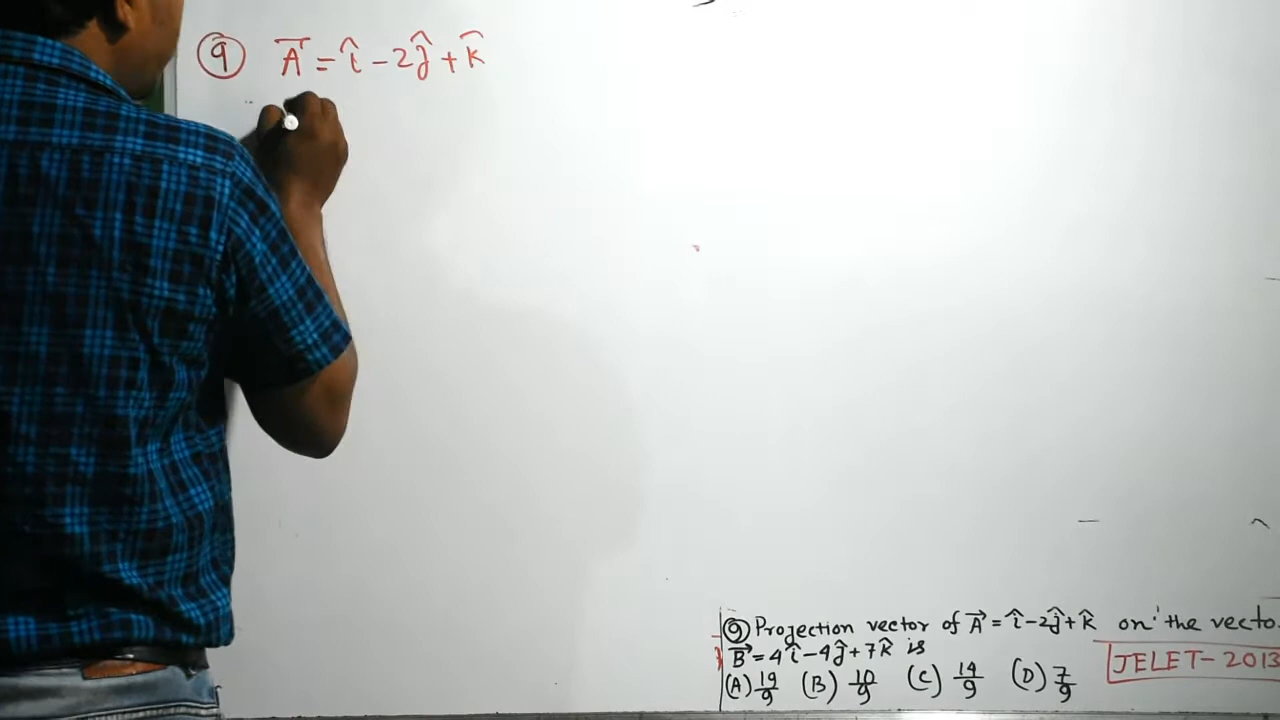 ⑨ A⃗ = î - 2ĵ + k̂
⑨ Projection vector of A⃗ = î - 2ĵ + k̂ on the vecto
B⃗ = 4î - 4ĵ + 7k̂ is
JELET - 2013
(A) 19/9 (B) 10/9 (C) 14/9 (D) 7/9